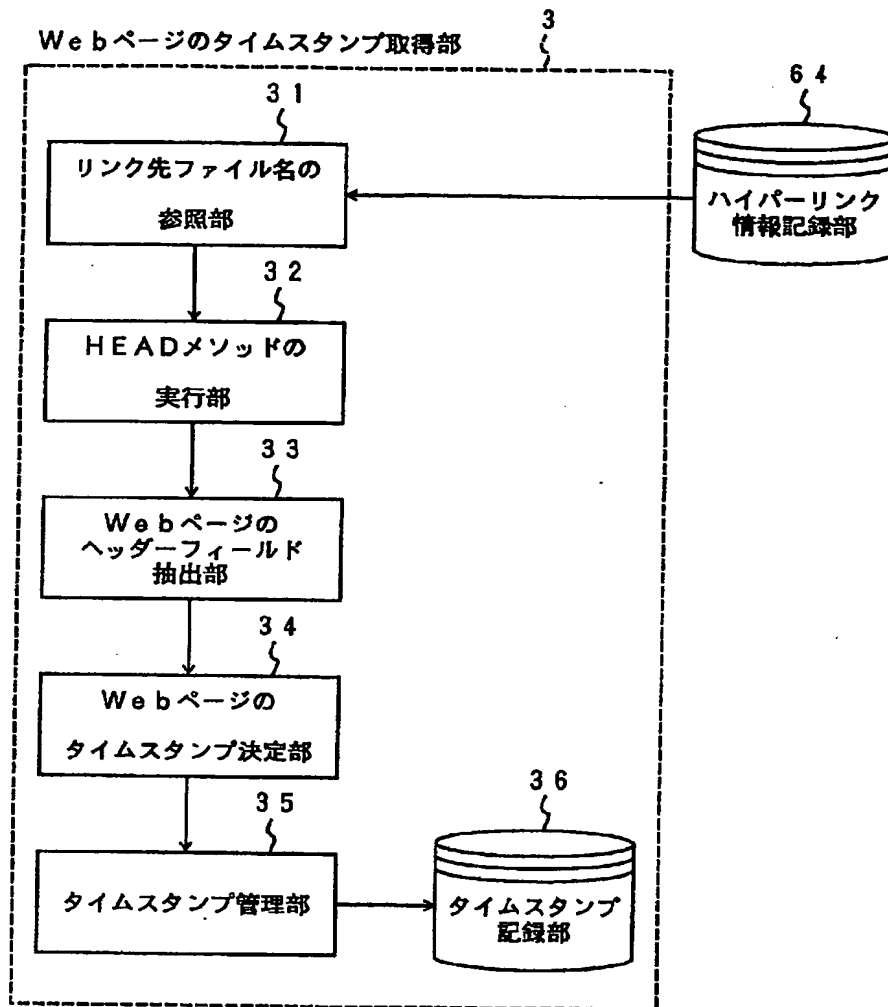 3
Webページのタイムスタンプ取得部
31
リンク先ファイル名の
参照部
64
ハイパーリンク
情報記録部
32
HEADメソッドの
実行部
33
Webページの
ヘッダーフィールド
抽出部
34
Webページの
タイムスタンプ決定部
35
タイムスタンプ管理部
36
タイムスタンプ
記録部